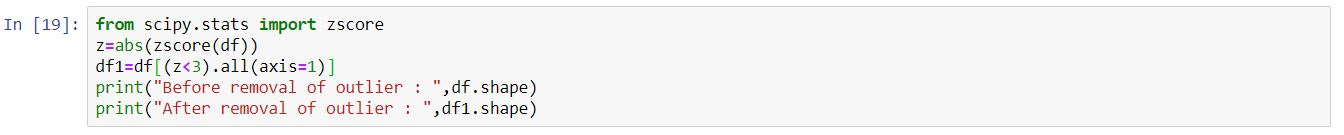 In [19]: from scipy.stats import zscore
z=abs(zscore(df))
df1=df[(z<3).all(axis=1)]
print("Before removal of outlier : ",df.shape)
print("After removal of outlier : ",df1.shape)